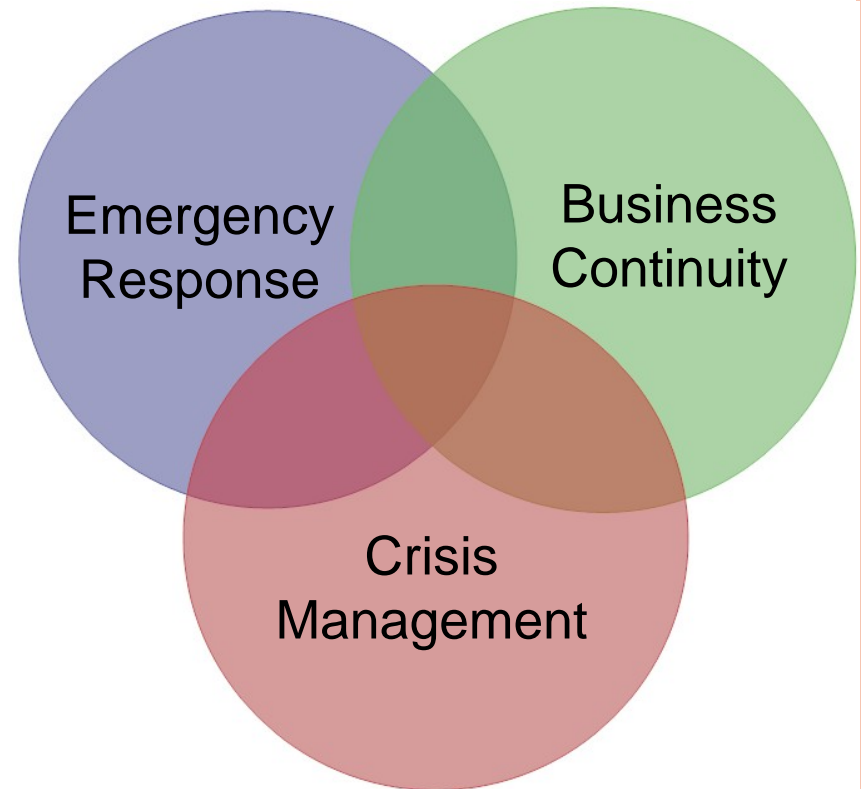 Emergency
Response
Business
Continuity
Crisis
Management